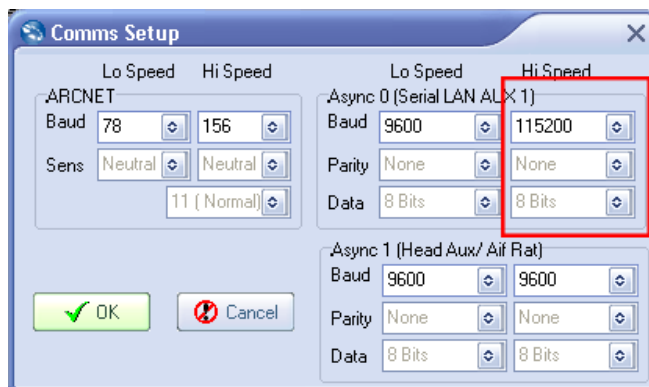 Comms Setup
Lo Speed Hi Speed Lo Speed Hi Speed
ARCNET Async 0 (Serial LAN AUX 1)
Baud 78 156 Baud 9600 115200
Sens Neutral Neutral Parity None None
11 ( Normal) Data 8 Bits 8 Bits
Async 1 (Head Aux/ Aif Rat)
Baud 9600 9600
OK Cancel Parity None None
Data 8 Bits 8 Bits